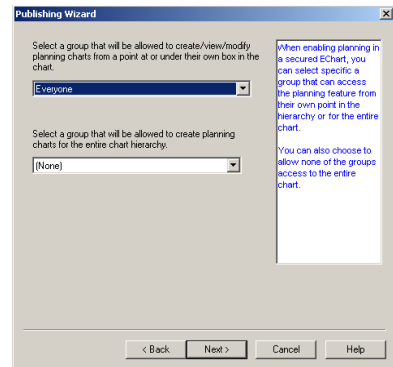 Publishing Wizard
Select a group that will be allowed to create/view/modify
planning charts from a point at or under their own box in the
chart.
Everyone
Select a group that will be allowed to create planning
charts for the entire chart hierarchy.
(None)
When enabling planning in
a secured EChart, you
can select specific a
group that can access
the planning feature from
their own point in the
hierarchy or for the entire
chart.
You can also choose to
allow none of the groups
access to the entire
chart.
< Back
Next >
Cancel
Help